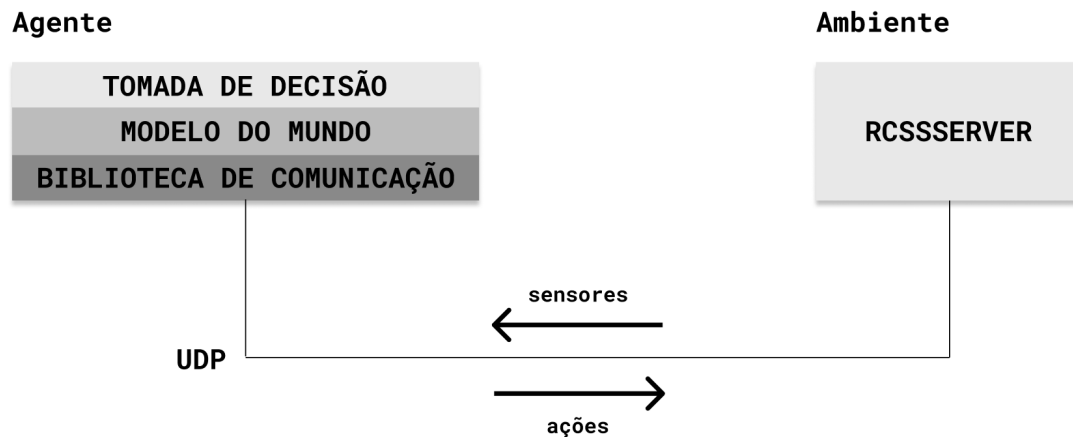 Agente
Ambiente
TOMADA DE DECISÃO
MODELO DO MUNDO
BIBLIOTECA DE COMUNICAÇÃO
RCSSSERVER
sensores
UDP
ações